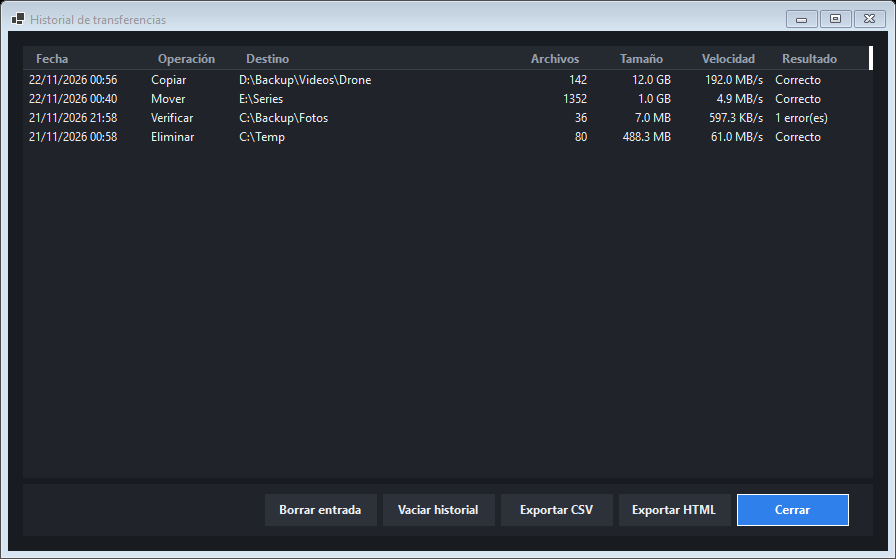 Historial de transferencias
Fecha Operación Destino Archivos Tamaño Velocidad Resultado
22/11/2026 00:56 Copiar D:\Backup\Videos\Drone 142 12.0 GB 192.0 MB/s Correcto
22/11/2026 00:40 Mover E:\Series 1352 1.0 GB 4.9 MB/s Correcto
21/11/2026 21:58 Verificar C:\Backup\Fotos 36 7.0 MB 597.3 KB/s 1 error(es)
21/11/2026 00:58 Eliminar C:\Temp 80 488.3 MB 61.0 MB/s Correcto
Borrar entrada Vaciar historial Exportar CSV Exportar HTML Cerrar